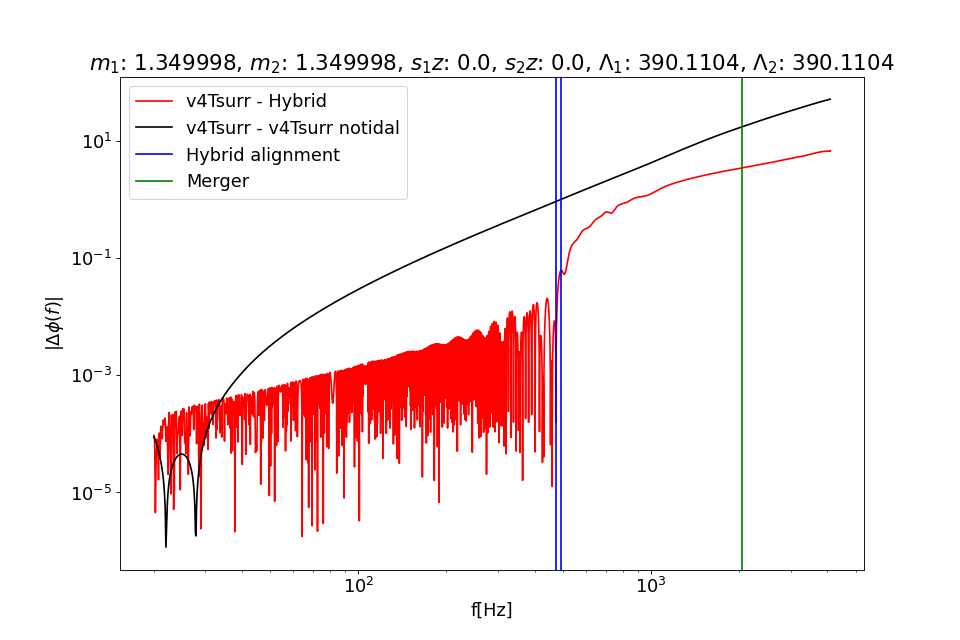 m₁: 1.349998, m₂: 1.349998, s₁z: 0.0, s₂z: 0.0, Λ₁: 390.1104, Λ₂: 390.1104
v4Tsurr - Hybrid
v4Tsurr - v4Tsurr notidal
Hybrid alignment
Merger
|Δϕ(f)|
10¹
10⁻¹
10⁻³
10⁻⁵
10² 10³
f[Hz]